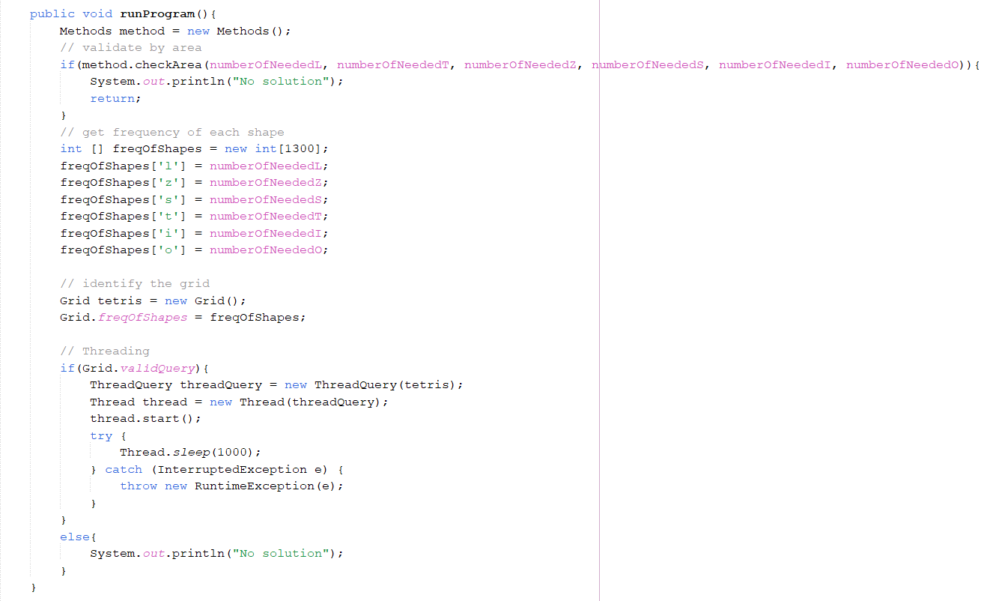 public void runProgram(){
    Methods method = new Methods();
    // validate by area
    if(method.checkArea(numberOfNeededL, numberOfNeededT, numberOfNeededZ, numberOfNeededS, numberOfNeededI, numberOfNeededO)){
        System.out.println("No solution");
        return;
    }
    // get frequency of each shape
    int [] freqOfShapes = new int[1300];
    freqOfShapes['l'] = numberOfNeededL;
    freqOfShapes['z'] = numberOfNeededZ;
    freqOfShapes['s'] = numberOfNeededS;
    freqOfShapes['t'] = numberOfNeededT;
    freqOfShapes['i'] = numberOfNeededI;
    freqOfShapes['o'] = numberOfNeededO;

    // identify the grid
    Grid tetris = new Grid();
    Grid.freqOfShapes = freqOfShapes;

    // Threading
    if(Grid.validQuery){
        ThreadQuery threadQuery = new ThreadQuery(tetris);
        Thread thread = new Thread(threadQuery);
        thread.start();
        try {
            Thread.sleep(1000);
        } catch (InterruptedException e) {
            throw new RuntimeException(e);
        }
    }
    else{
        System.out.println("No solution");
    }
}